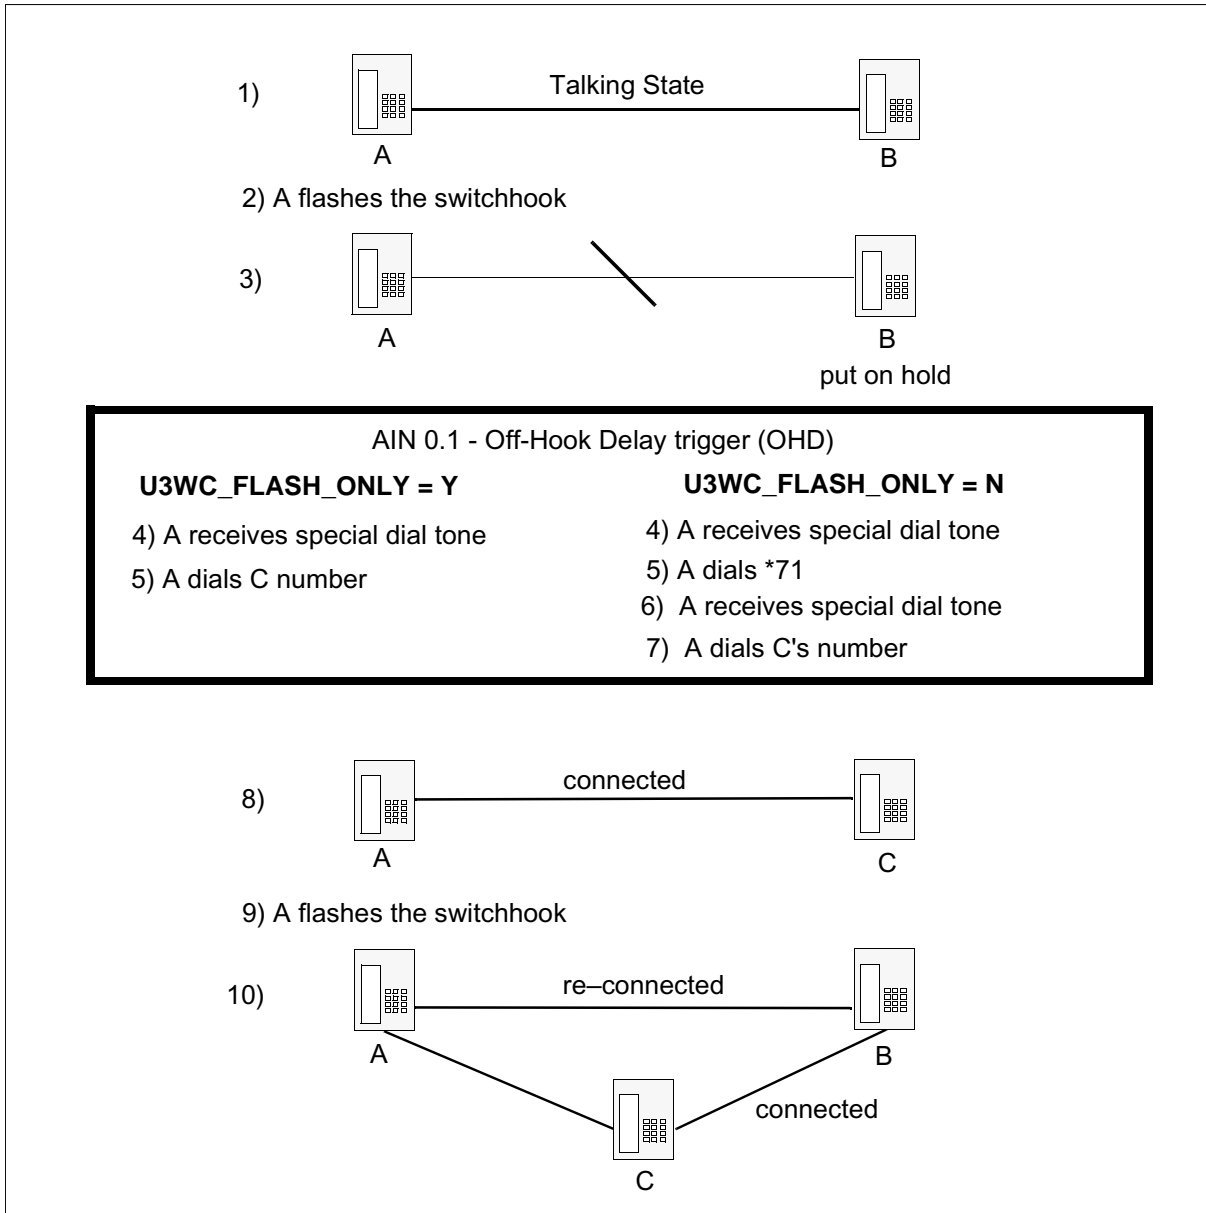 1)
Talking State
A
B
2) A flashes the switchhook
3)
A
B
put on hold
AIN 0.1 - Off-Hook Delay trigger (OHD)
U3WC_FLASH_ONLY = Y
4) A receives special dial tone
5) A dials C number
U3WC_FLASH_ONLY = N
4) A receives special dial tone
5) A dials *71
6) A receives special dial tone
7) A dials C's number
8)
connected
A
C
9) A flashes the switchhook
10)
re–connected
A
B
connected
C